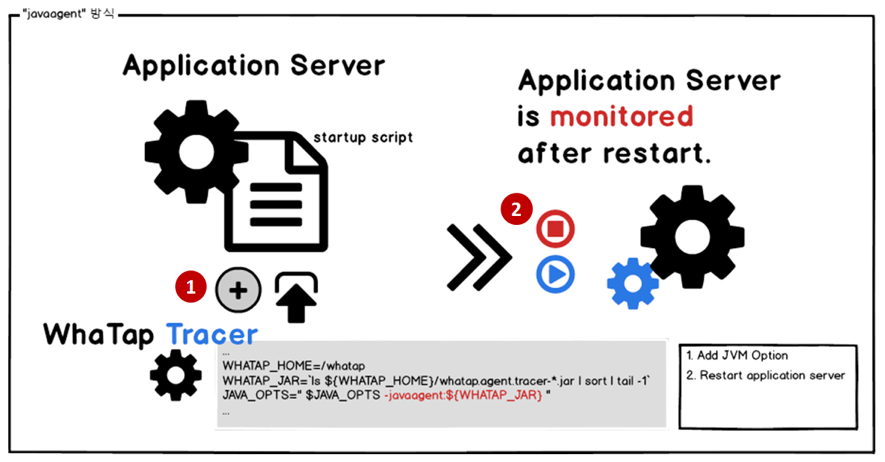 "javaagent" 방식
Application Server
startup script
1
WhaTap Tracer
...
WHATAP_HOME=/whatap
WHATAP_JAR=`ls ${WHATAP_HOME}/whatap.agent.tracer-*.jar | sort | tail -1`
JAVA_OPTS=" $JAVA_OPTS -javaagent:${WHATAP_JAR} "
...
Application Server
is monitored
after restart.
2
1. Add JVM Option
2. Restart application server